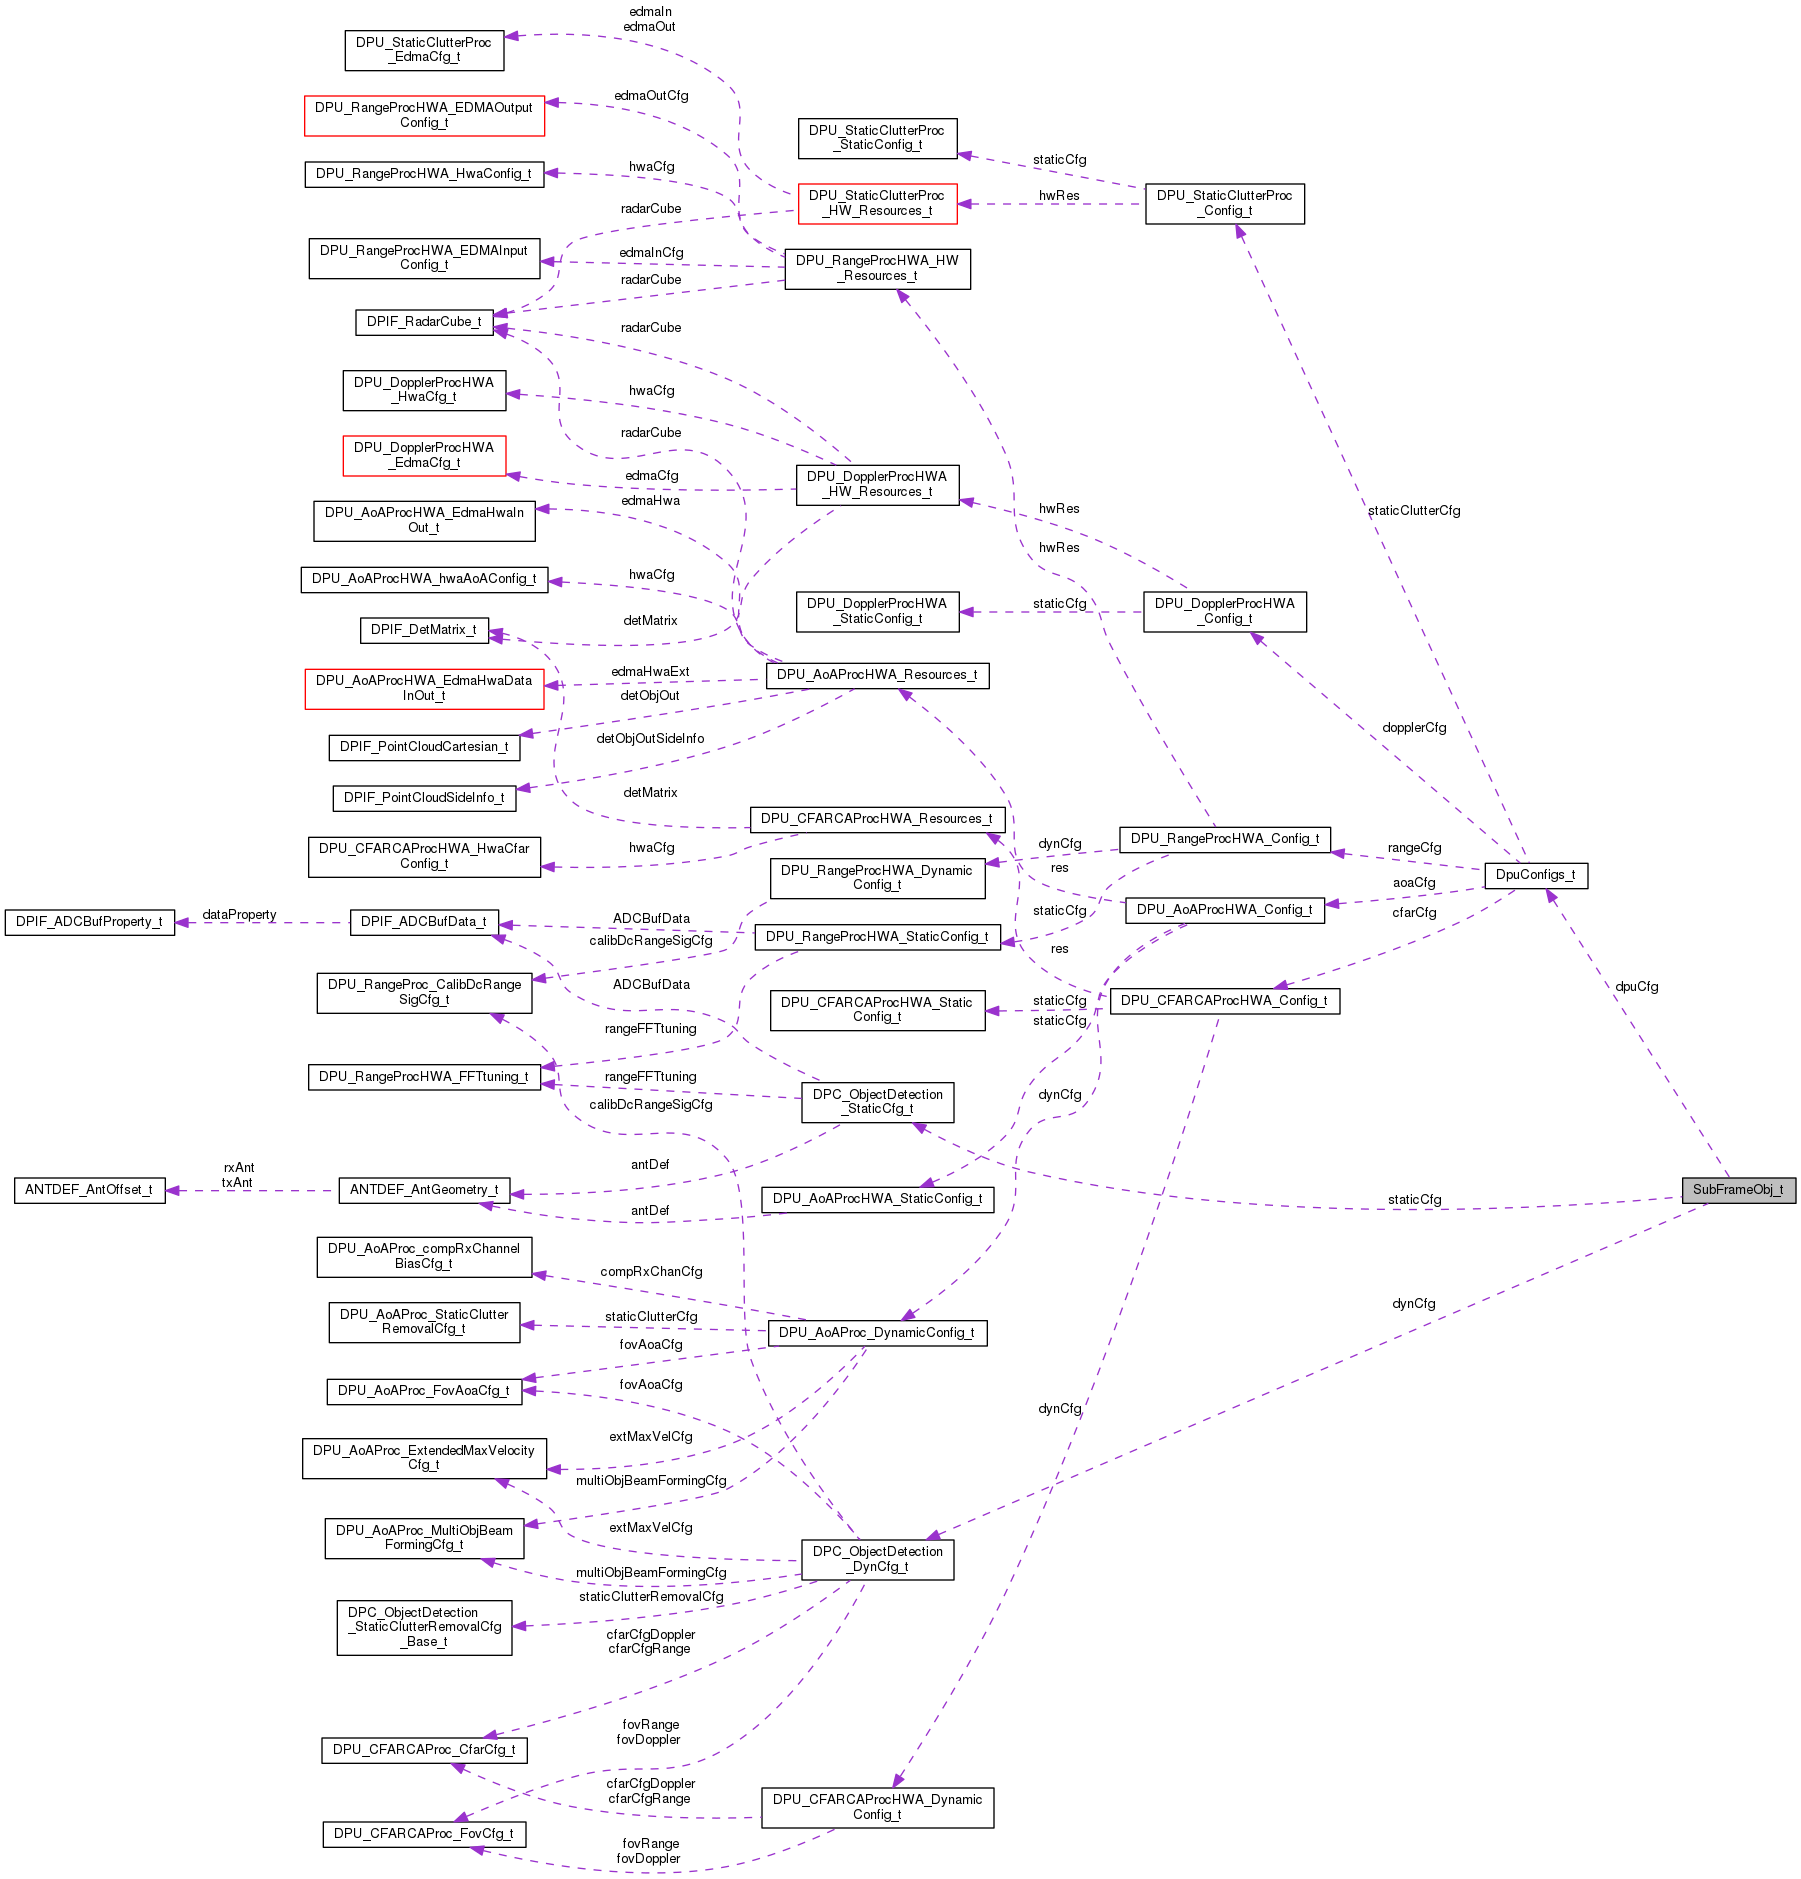 edmaIn
edmaOut
DPU_StaticClutterProc
_EdmaCfg_t
edmaOutCfg
DPU_RangeProcHWA_EDMAOutput
Config_t
DPU_StaticClutterProc
_StaticConfig_t
staticCfg
hwaCfg
DPU_RangeProcHWA_HwaConfig_t
DPU_StaticClutterProc
_HW_Resources_t
hwRes
DPU_StaticClutterProc
_Config_t
radarCube
DPU_RangeProcHWA_EDMAInput
Config_t
edmaInCfg
DPU_RangeProcHWA_HW
_Resources_t
radarCube
DPIF_RadarCube_t
radarCube
DPU_DopplerProcHWA
_HwaCfg_t
hwaCfg
radarCube
DPU_DopplerProcHWA
_EdmaCfg_t
edmaCfg
DPU_DopplerProcHWA
_HW_Resources_t
edmaHwa
DPU_AoAProcHWA_EdmaHwaIn
Out_t
hwRes
staticClutterCfg
hwRes
DPU_AoAProcHWA_hwaAoAConfig_t
hwaCfg
DPU_DopplerProcHWA
_StaticConfig_t
staticCfg
DPU_DopplerProcHWA
_Config_t
DPIF_DetMatrix_t
detMatrix
DPU_AoAProcHWA_EdmaHwaData
InOut_t
edmaHwaExt
DPU_AoAProcHWA_Resources_t
detObjOut
dopplerCfg
DPIF_PointCloudCartesian_t
detObjOutSideInfo
DPIF_PointCloudSideInfo_t
detMatrix
DPU_CFARCAProcHWA_Resources_t
DPU_CFARCAProcHWA_HwaCfar
Config_t
hwaCfg
dynCfg
DPU_RangeProcHWA_Config_t
rangeCfg
DPU_RangeProcHWA_Dynamic
Config_t
res
DpuConfigs_t
aoaCfg
DPIF_ADCBufProperty_t
dataProperty
DPIF_ADCBufData_t
ADCBufData
staticCfg
DPU_AoAProcHWA_Config_t
cfarCfg
calibDcRangeSigCfg
DPU_RangeProcHWA_StaticConfig_t
res
DPU_RangeProc_CalibDcRange
SigCfg_t
ADCBufData
DPU_CFARCAProcHWA_Static
Config_t
staticCfg
DPU_CFARCAProcHWA_Config_t
dpuCfg
staticCfg
rangeFFTtuning
DPU_RangeProcHWA_FFTtuning_t
rangeFFTtuning
DPC_ObjectDetection
_StaticCfg_t
calibDcRangeSigCfg
dynCfg
antDef
rxAnt
txAnt
ANTDEF_AntOffset_t
ANTDEF_AntGeometry_t
DPU_AoAProcHWA_StaticConfig_t
antDef
staticCfg
SubFrameObj_t
DPU_AoAProc_compRxChannel
BiasCfg_t
compRxChanCfg
DPU_AoAProc_StaticClutter
RemovalCfg_t
staticClutterCfg
DPU_AoAProc_DynamicConfig_t
dynCfg
fovAoaCfg
DPU_AoAProc_FovAoaCfg_t
fovAoaCfg
dynCfg
extMaxVelCfg
DPU_AoAProc_ExtendedMaxVelocity
Cfg_t
multiObjBeamFormingCfg
DPU_AoAProc_MultiObjBeam
FormingCfg_t
extMaxVelCfg
DPC_ObjectDetection
_DynCfg_t
multiObjBeamFormingCfg
staticClutterRemovalCfg
DPC_ObjectDetection
_StaticClutterRemovalCfg
_Base_t
cfarCfgDoppler
cfarCfgRange
fovRange
fovDoppler
DPU_CFARCAProc_CfarCfg_t
cfarCfgDoppler
cfarCfgRange
DPU_CFARCAProcHWA_Dynamic
Config_t
DPU_CFARCAProc_FovCfg_t
fovRange
fovDoppler